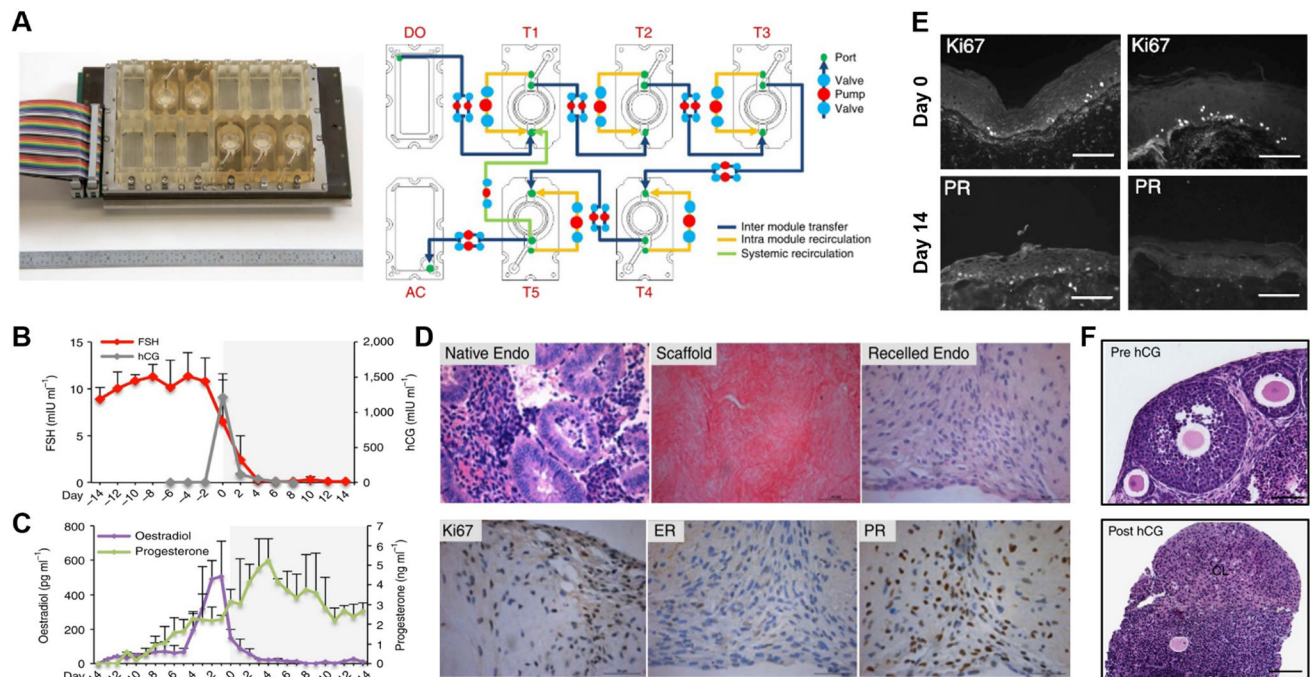 A
DO
T1
T2
T3
Port
Valve
Pump
Valve
Inter module transfer
Intra module recirculation
Systemic recirculation
AC
T5
T4
E
Day 0
Ki67
Ki67
Day 14
PR
PR
B
FSH
hCG
15
10
5
0
FSH (mIU ml⁻¹)
2,000
1,500
1,000
500
0
hCG (mIU ml⁻¹)
Day
–14 –12 –10 –8 –6 –4 –2 0 2 4 6 8 10 12 14
C
Oestradiol
Progesterone
800
600
400
200
0
Oestradiol (pg ml⁻¹)
7
6
5
4
3
2
1
0
Progesterone (ng ml⁻¹)
Day
D
Native Endo
Scaffold
Recelled Endo
Ki67
ER
PR
F
Pre hCG
Post hCG
CL